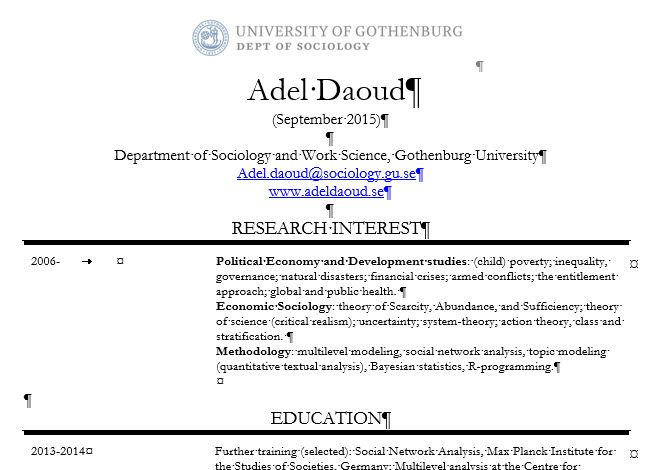 UNIVERSITY OF GOTHENBURG
DEPT OF SOCIOLOGY
¶
Adel·Daoud¶
(September·2015)¶
¶
Department·of·Sociology·and·Work·Science,·Gothenburg·University¶
Adel.daoud@sociology.gu.se¶
www.adeldaoud.se¶
¶
RESEARCH·INTEREST¶
2006- → ¤
Political·Economy·and·Development·studies:·(child)·poverty;·inequality,·
governance;·natural·disasters;·financial·crises;·armed·conflicts;·the·entitlement·
approach;·global·and·public·health.·¶
Economic·Sociology:·theory·of·Scarcity,·Abundance,·and·Sufficiency;·theory·
of·science·(critical·realism);·uncertainty;·system-theory;·action·theory,·class·and·
stratification.·¶
Methodology:·multilevel·modeling,·social·network·analysis,·topic·modeling·
(quantitative·textual·analysis),·Bayesian·statistics,·R-programming.¶
¤
¤
¶
EDUCATION¶
2013-2014¤
Further·training·(selected):·Social·Network·Analysis,·Max·Planck·Institute·for·
the·Studies·of·Societies,·Germany;·Multilevel·analysis·at·the·Centre·for·
¤